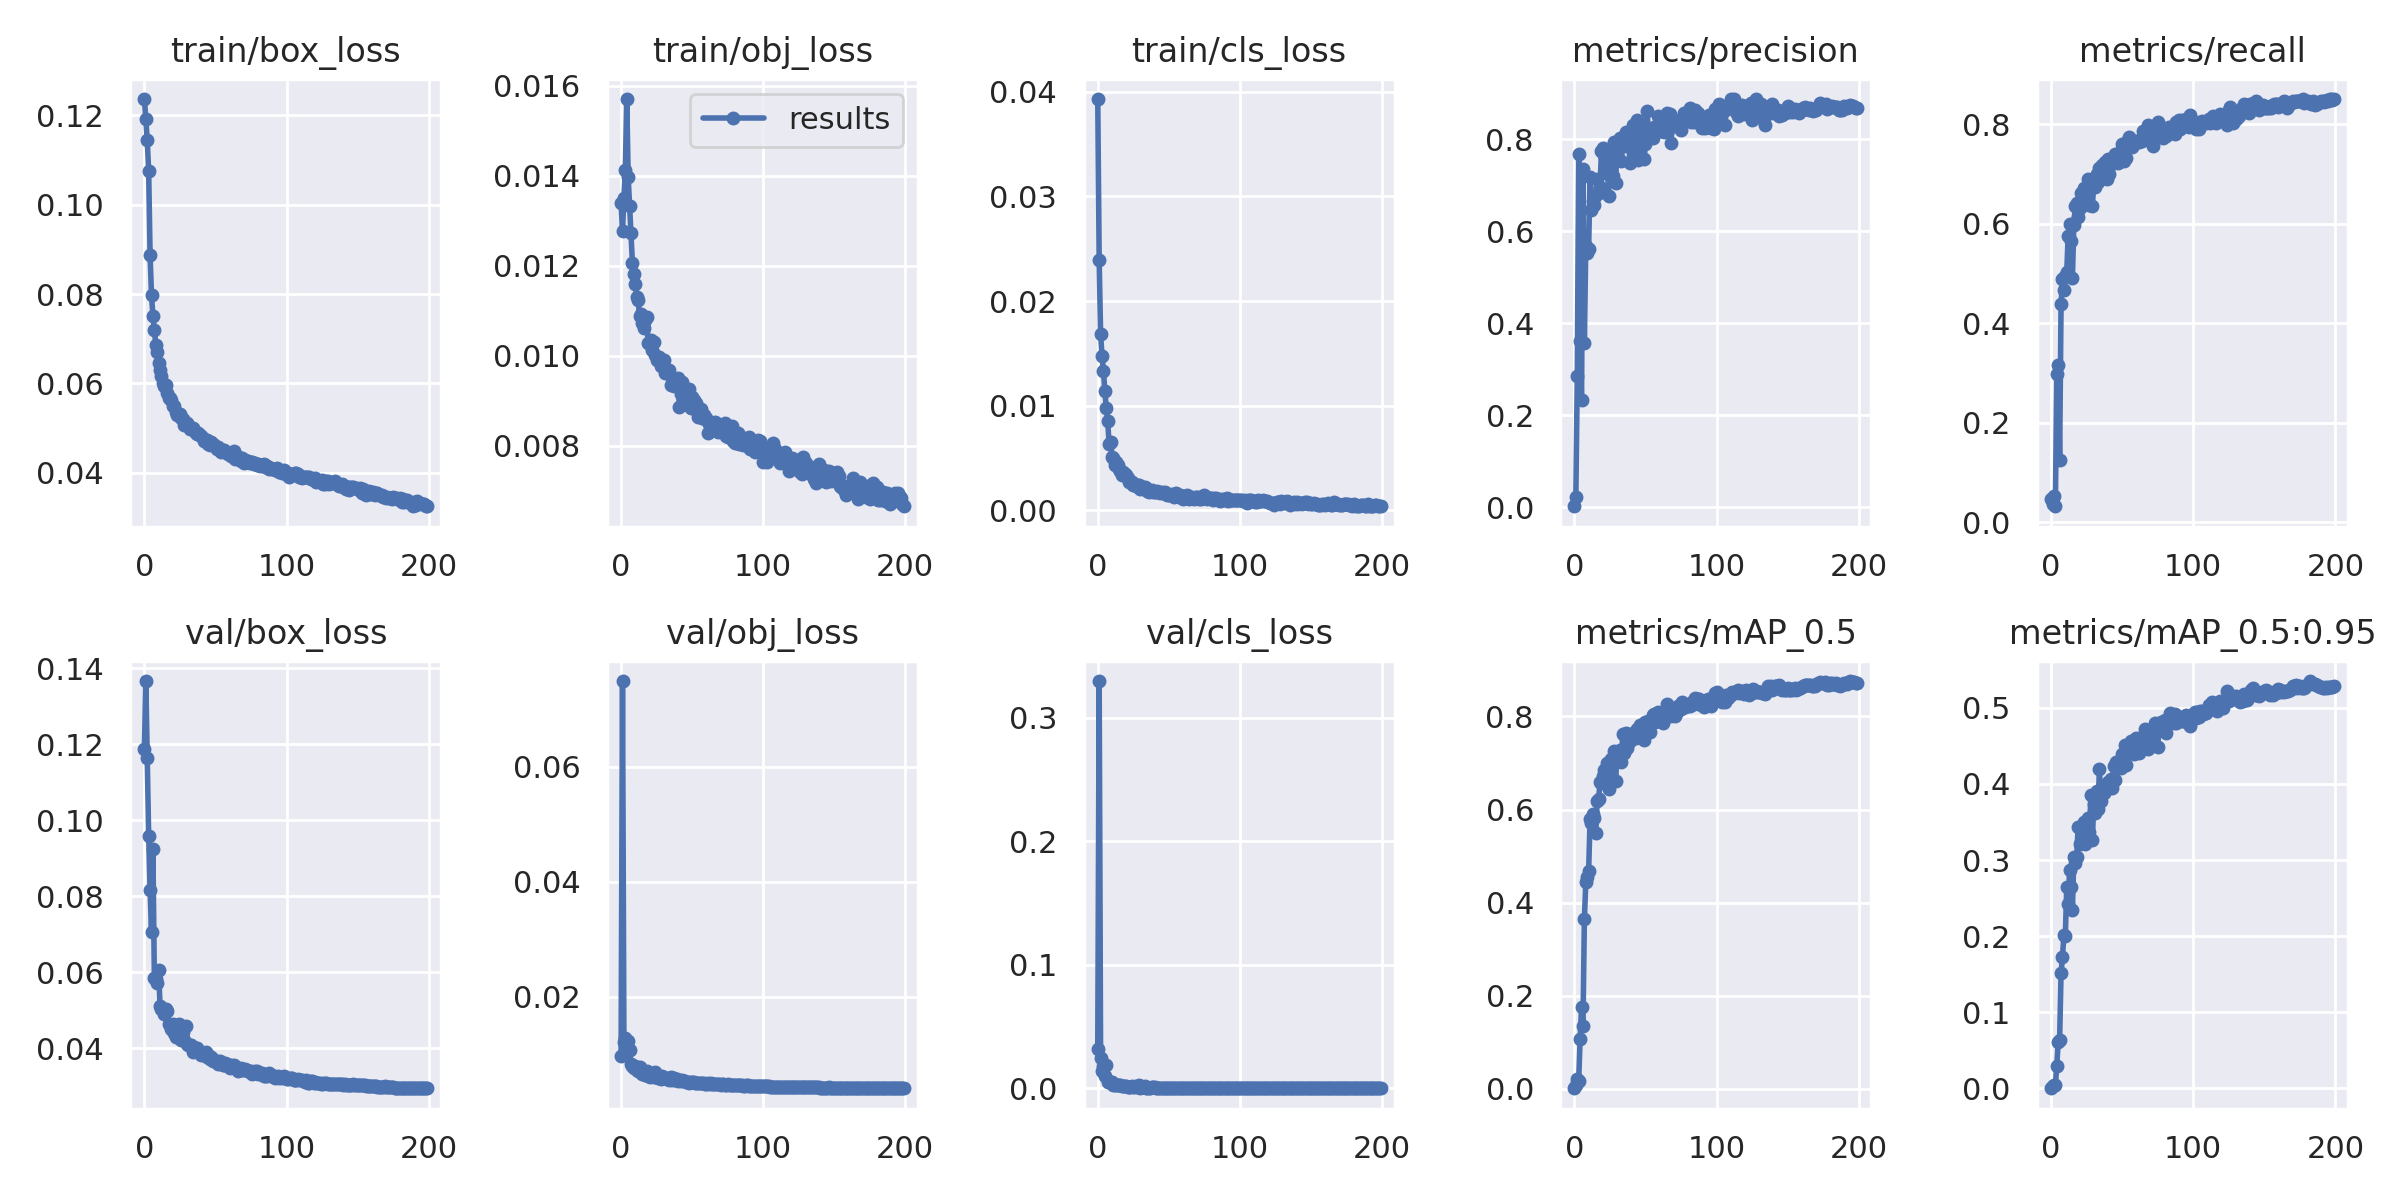 train/box_loss
0.12
0.10
0.08
0.06
0.04
0 100 200
train/obj_loss
results
0.016
0.014
0.012
0.010
0.008
0 100 200
train/cls_loss
0.04
0.03
0.02
0.01
0.00
0 100 200
metrics/precision
0.8
0.6
0.4
0.2
0.0
0 100 200
metrics/recall
0.8
0.6
0.4
0.2
0.0
0 100 200
val/box_loss
0.14
0.12
0.10
0.08
0.06
0.04
0 100 200
val/obj_loss
0.06
0.04
0.02
0 100 200
val/cls_loss
0.3
0.2
0.1
0.0
0 100 200
metrics/mAP_0.5
0.8
0.6
0.4
0.2
0.0
0 100 200
metrics/mAP_0.5:0.95
0.5
0.4
0.3
0.2
0.1
0.0
0 100 200